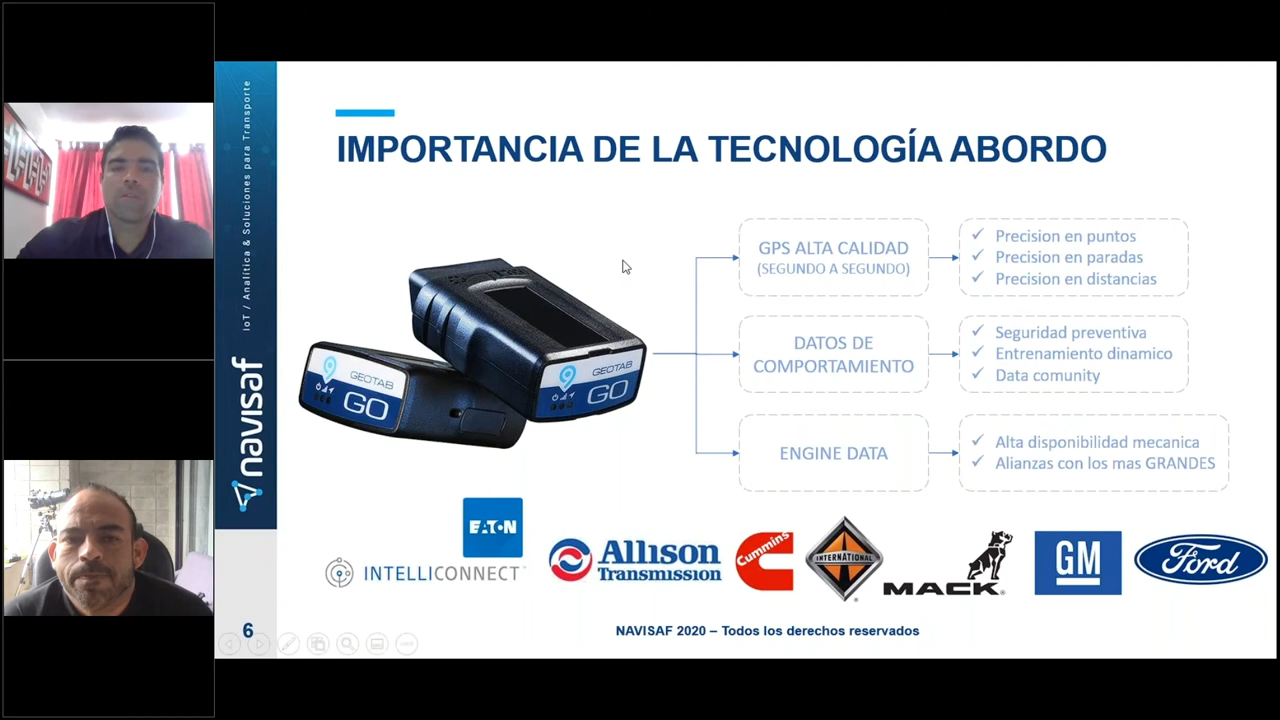 IoT / Analítica & Soluciones para Transporte
navisaf
IMPORTANCIA DE LA TECNOLOGÍA ABORDO
GPS ALTA CALIDAD
(SEGUNDO A SEGUNDO)
Precision en puntos
Precision en paradas
Precision en distancias
DATOS DE
COMPORTAMIENTO
Seguridad preventiva
Entrenamiento dinamico
Data comunity
ENGINE DATA
Alta disponibilidad mecanica
Alianzas con los mas GRANDES
GEOTAB
GO
GEOTAB
GO
EATON
INTELLICONNECT
Allison
Transmission
Cummins
INTERNATIONAL
MACK
GM
Ford
6
NAVISAF 2020 – Todos los derechos reservados